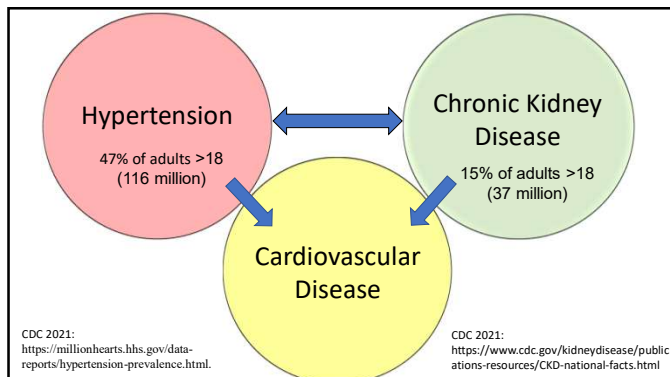 Hypertension
47% of adults >18
(116 million)
Chronic Kidney
Disease
15% of adults >18
(37 million)
Cardiovascular
Disease
CDC 2021:
https://millionhearts.hhs.gov/data-
reports/hypertension-prevalence.html.
CDC 2021:
https://www.cdc.gov/kidneydisease/public
ations-resources/CKD-national-facts.html